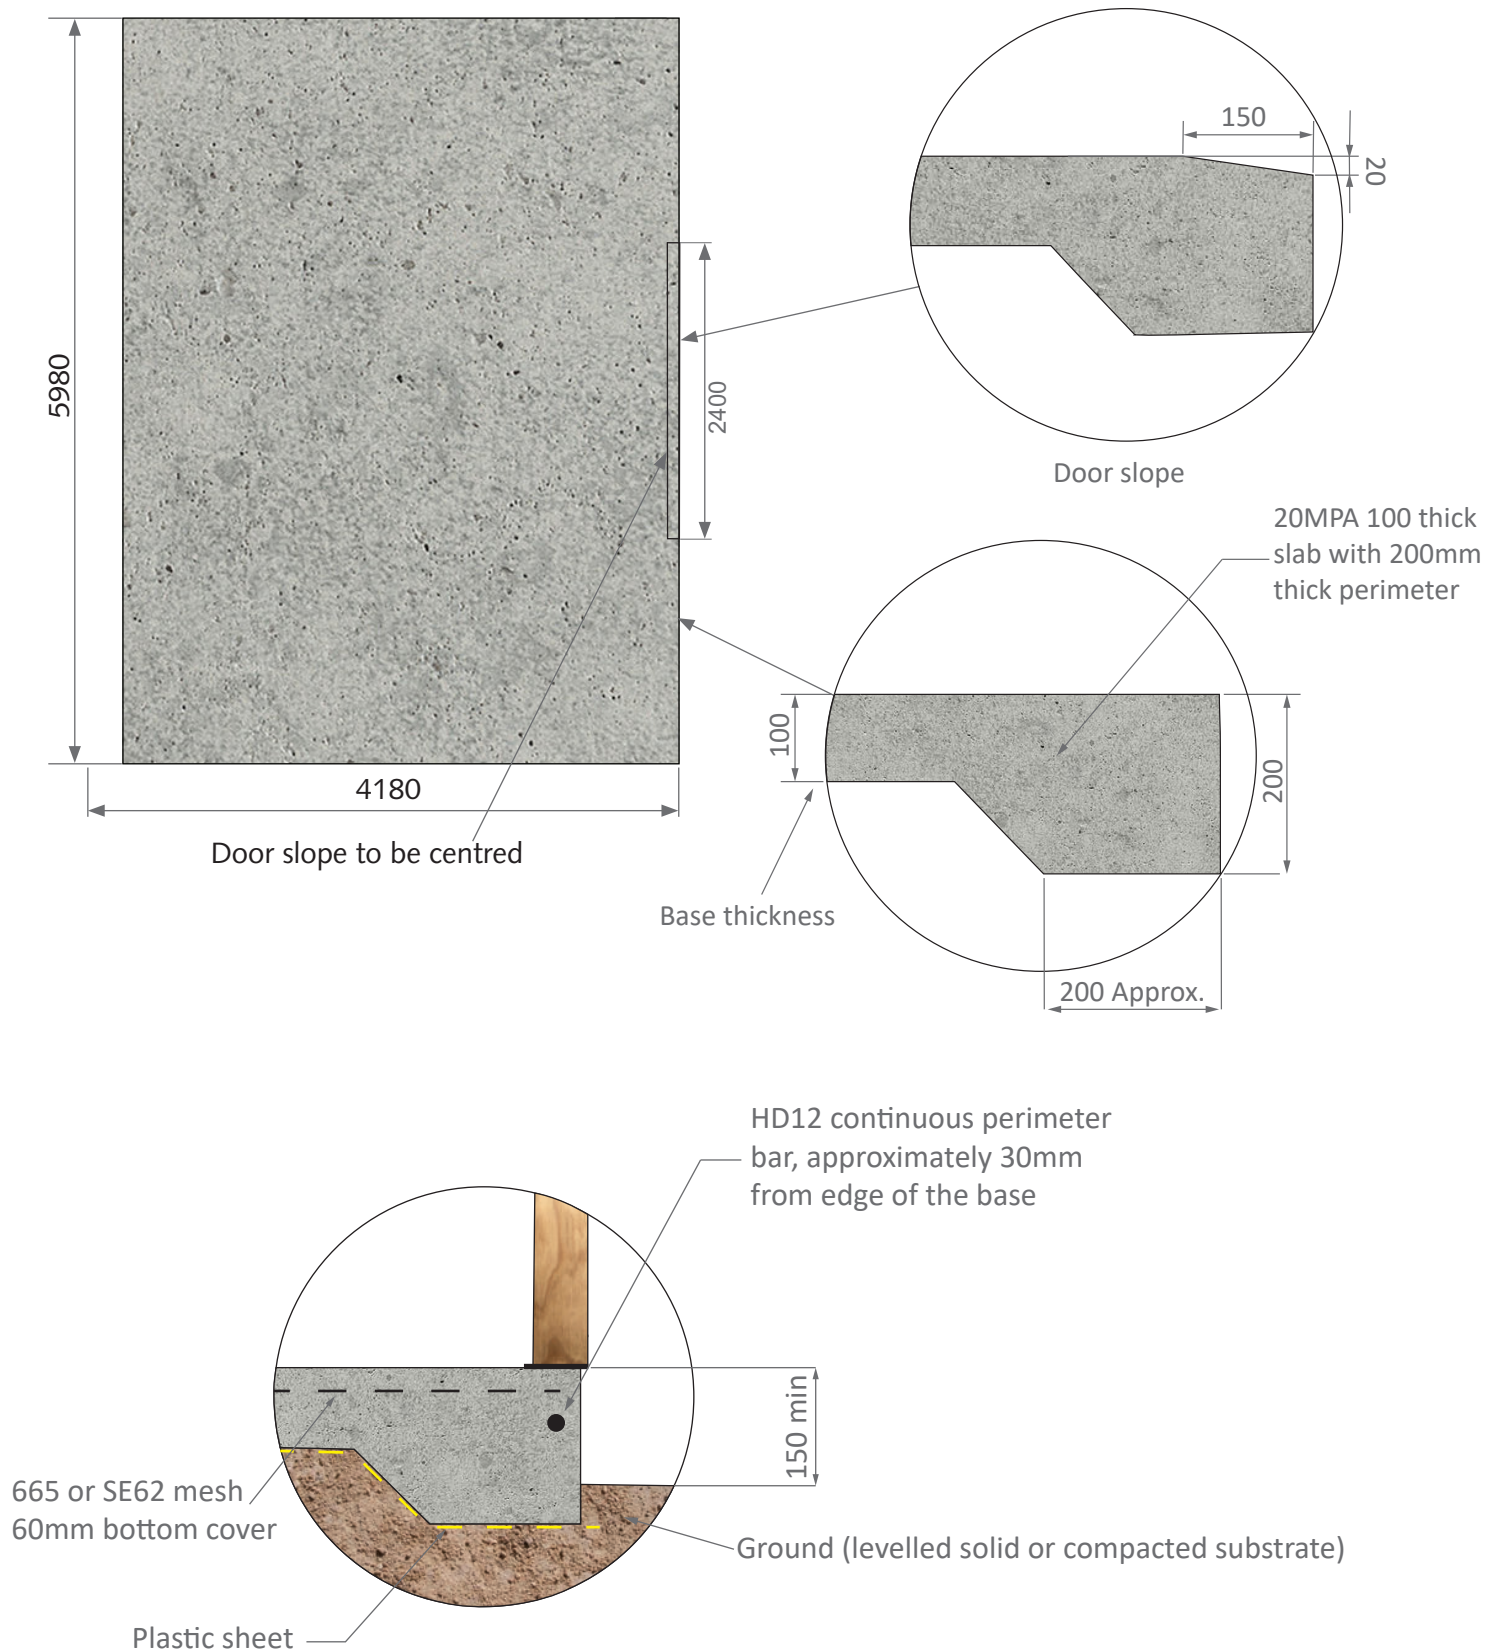 150
20
5980
2400
Door slope
20MPA 100 thick
slab with 200mm
thick perimeter
100
200
4180
Door slope to be centred
Base thickness
200 Approx.
HD12 continuous perimeter
bar, approximately 30mm
from edge of the base
150 min
665 or SE62 mesh
60mm bottom cover
Ground (levelled solid or compacted substrate)
Plastic sheet